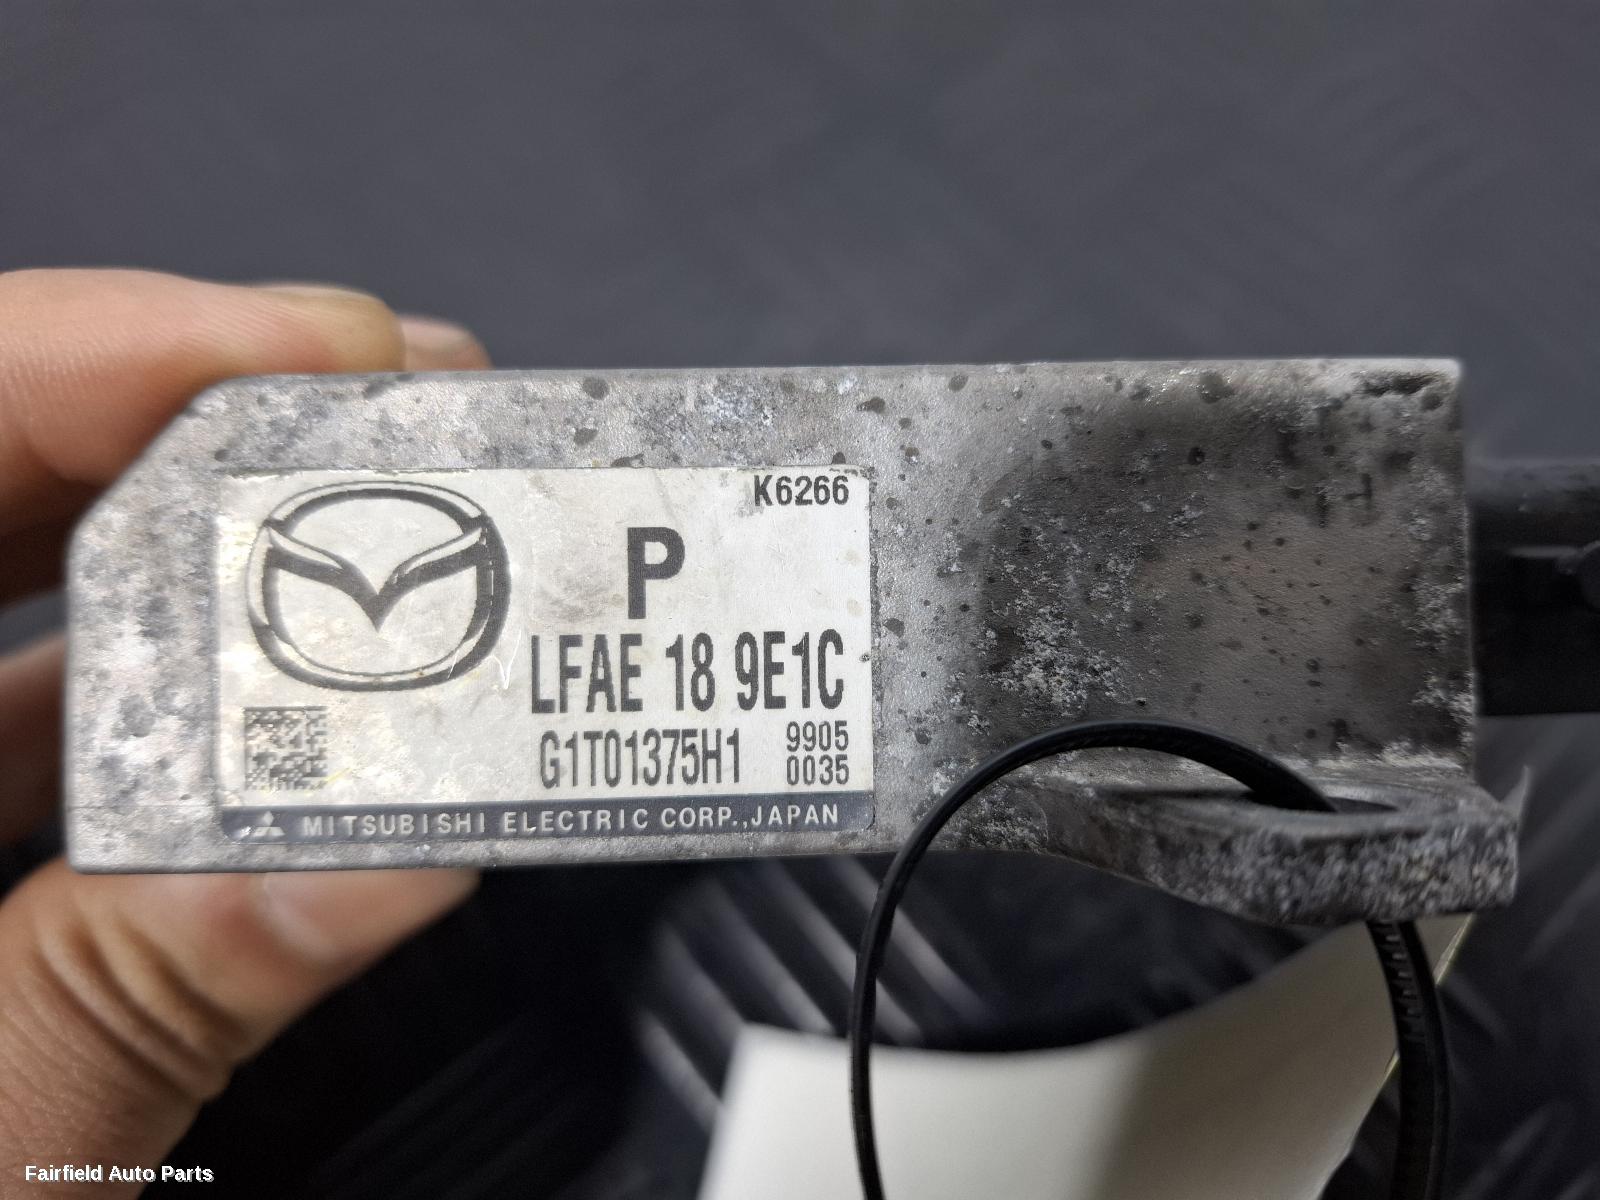 K6266
P
LFAE 18 9E1C
G1T01375H1 9905
0035
MITSUBISHI ELECTRIC CORP.,JAPAN
Fairfield Auto Parts